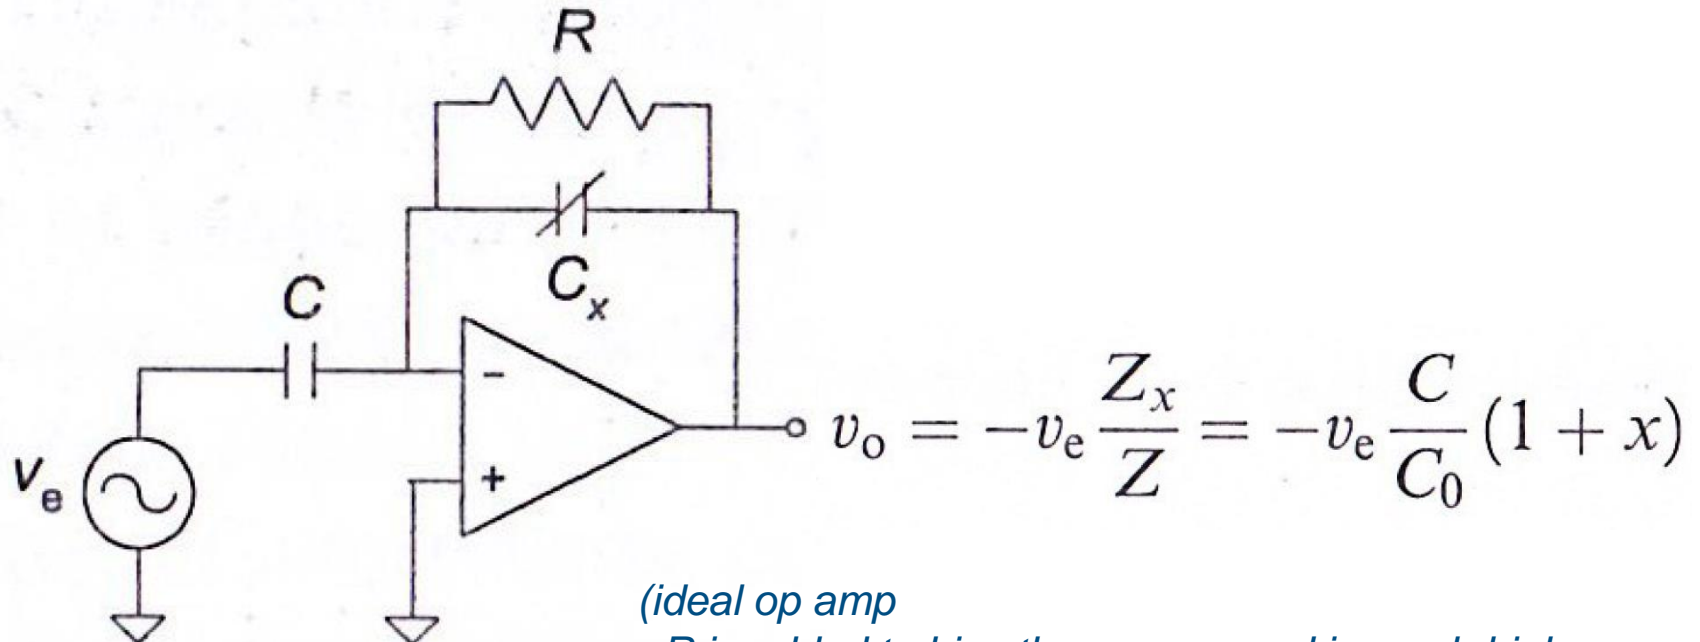 R
C
Cx
-
+
ve
vo = -ve Zx/Z = -ve C/C0 (1 + x)
(ideal op amp